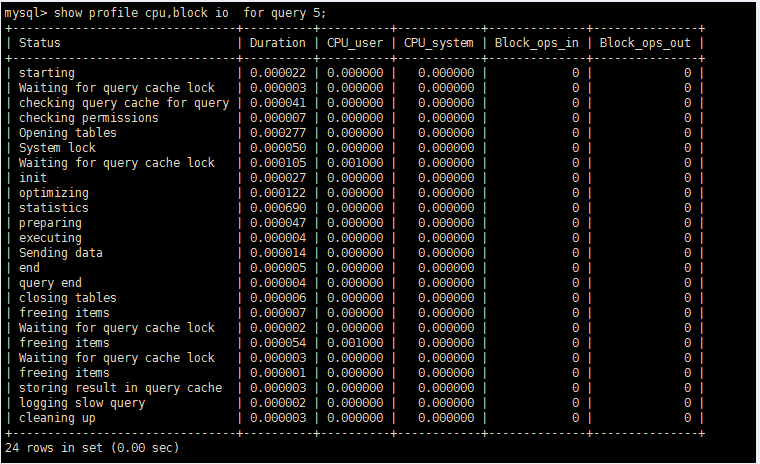 mysql> show profile cpu,block io  for query 5;
+------------------------------+----------+----------+------------+--------------+---------------+
| Status                       | Duration | CPU_user | CPU_system | Block_ops_in | Block_ops_out |
+------------------------------+----------+----------+------------+--------------+---------------+
| starting                     | 0.000022 | 0.000000 |   0.000000 |            0 |             0 |
| Waiting for query cache lock | 0.000003 | 0.000000 |   0.000000 |            0 |             0 |
| checking query cache for query | 0.000041 | 0.000000 |   0.000000 |            0 |             0 |
| checking permissions         | 0.000007 | 0.000000 |   0.000000 |            0 |             0 |
| Opening tables               | 0.000277 | 0.000000 |   0.000000 |            0 |             0 |
| System lock                  | 0.000050 | 0.000000 |   0.000000 |            0 |             0 |
| Waiting for query cache lock | 0.000105 | 0.001000 |   0.000000 |            0 |             0 |
| init                         | 0.000027 | 0.000000 |   0.000000 |            0 |             0 |
| optimizing                   | 0.000122 | 0.000000 |   0.000000 |            0 |             0 |
| statistics                   | 0.000690 | 0.000000 |   0.000000 |            0 |             0 |
| preparing                    | 0.000047 | 0.000000 |   0.000000 |            0 |             0 |
| executing                    | 0.000004 | 0.000000 |   0.000000 |            0 |             0 |
| Sending data                 | 0.000014 | 0.000000 |   0.000000 |            0 |             0 |
| end                          | 0.000005 | 0.000000 |   0.000000 |            0 |             0 |
| query end                    | 0.000004 | 0.000000 |   0.000000 |            0 |             0 |
| closing tables               | 0.000006 | 0.000000 |   0.000000 |            0 |             0 |
| freeing items                | 0.000007 | 0.000000 |   0.000000 |            0 |             0 |
| Waiting for query cache lock | 0.000002 | 0.000000 |   0.000000 |            0 |             0 |
| freeing items                | 0.000054 | 0.001000 |   0.000000 |            0 |             0 |
| Waiting for query cache lock | 0.000003 | 0.000000 |   0.000000 |            0 |             0 |
| freeing items                | 0.000001 | 0.000000 |   0.000000 |            0 |             0 |
| storing result in query cache | 0.000003 | 0.000000 |   0.000000 |            0 |             0 |
| logging slow query           | 0.000002 | 0.000000 |   0.000000 |            0 |             0 |
| cleaning up                  | 0.000003 | 0.000000 |   0.000000 |            0 |             0 |
+------------------------------+----------+----------+------------+--------------+---------------+
24 rows in set (0.00 sec)